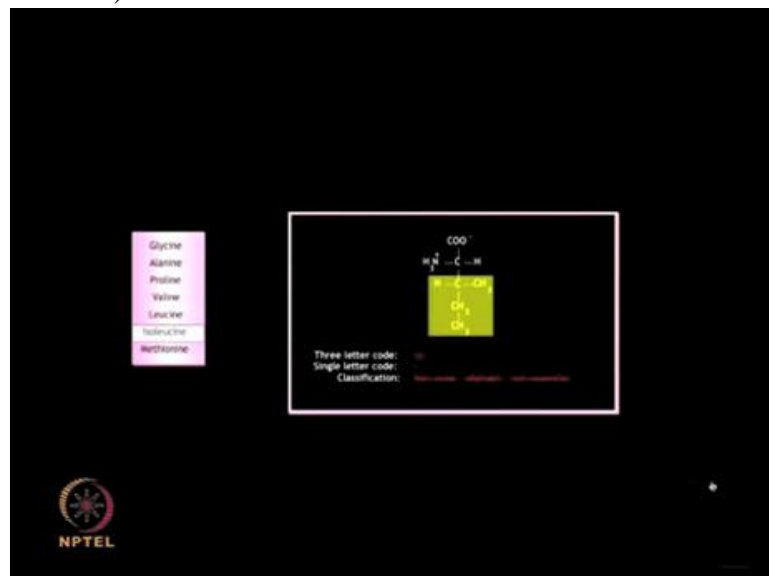 Glycine
Alanine
Proline
Valine
Leucine
Isoleucine
Methionine
COO⁻
H₃N⁺ – C – H
H – C – CH₃
CH₂
CH₃
Three letter code:
Single letter code:
Classification:
NPTEL